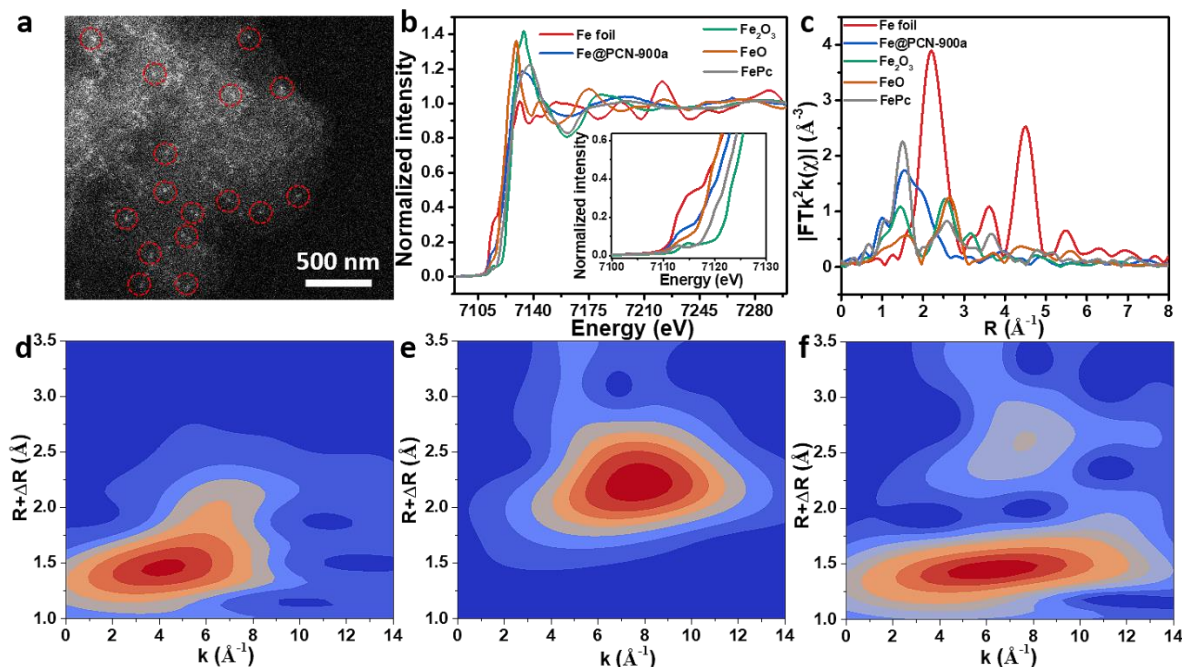 a
500 nm
b
Normalized intensity
1.4
1.2
1.0
0.8
0.6
0.4
0.2
0.0
Fe foil
Fe@PCN-900a
Fe₂O₃
FeO
FePc
Normalized intensity
0.6
0.4
0.2
0.0
7100 7110 7120 7130
Energy (eV)
7105 7140 7175 7210 7245 7280
Energy (eV)
c
|FTk²k(χ)| (Å⁻³)
4
3
2
1
0
Fe foil
Fe@PCN-900a
Fe₂O₃
FeO
FePc
0 1 2 3 4 5 6 7 8
R (Å⁻¹)
d
R+ΔR (Å)
3.5
3.0
2.5
2.0
1.5
1.0
0 2 4 6 8 10 12 14
k (Å⁻¹)
e
R+ΔR (Å)
3.5
3.0
2.5
2.0
1.5
1.0
0 2 4 6 8 10 12 14
k (Å⁻¹)
f
R+ΔR (Å)
3.5
3.0
2.5
2.0
1.5
1.0
0 2 4 6 8 10 12 14
k (Å⁻¹)